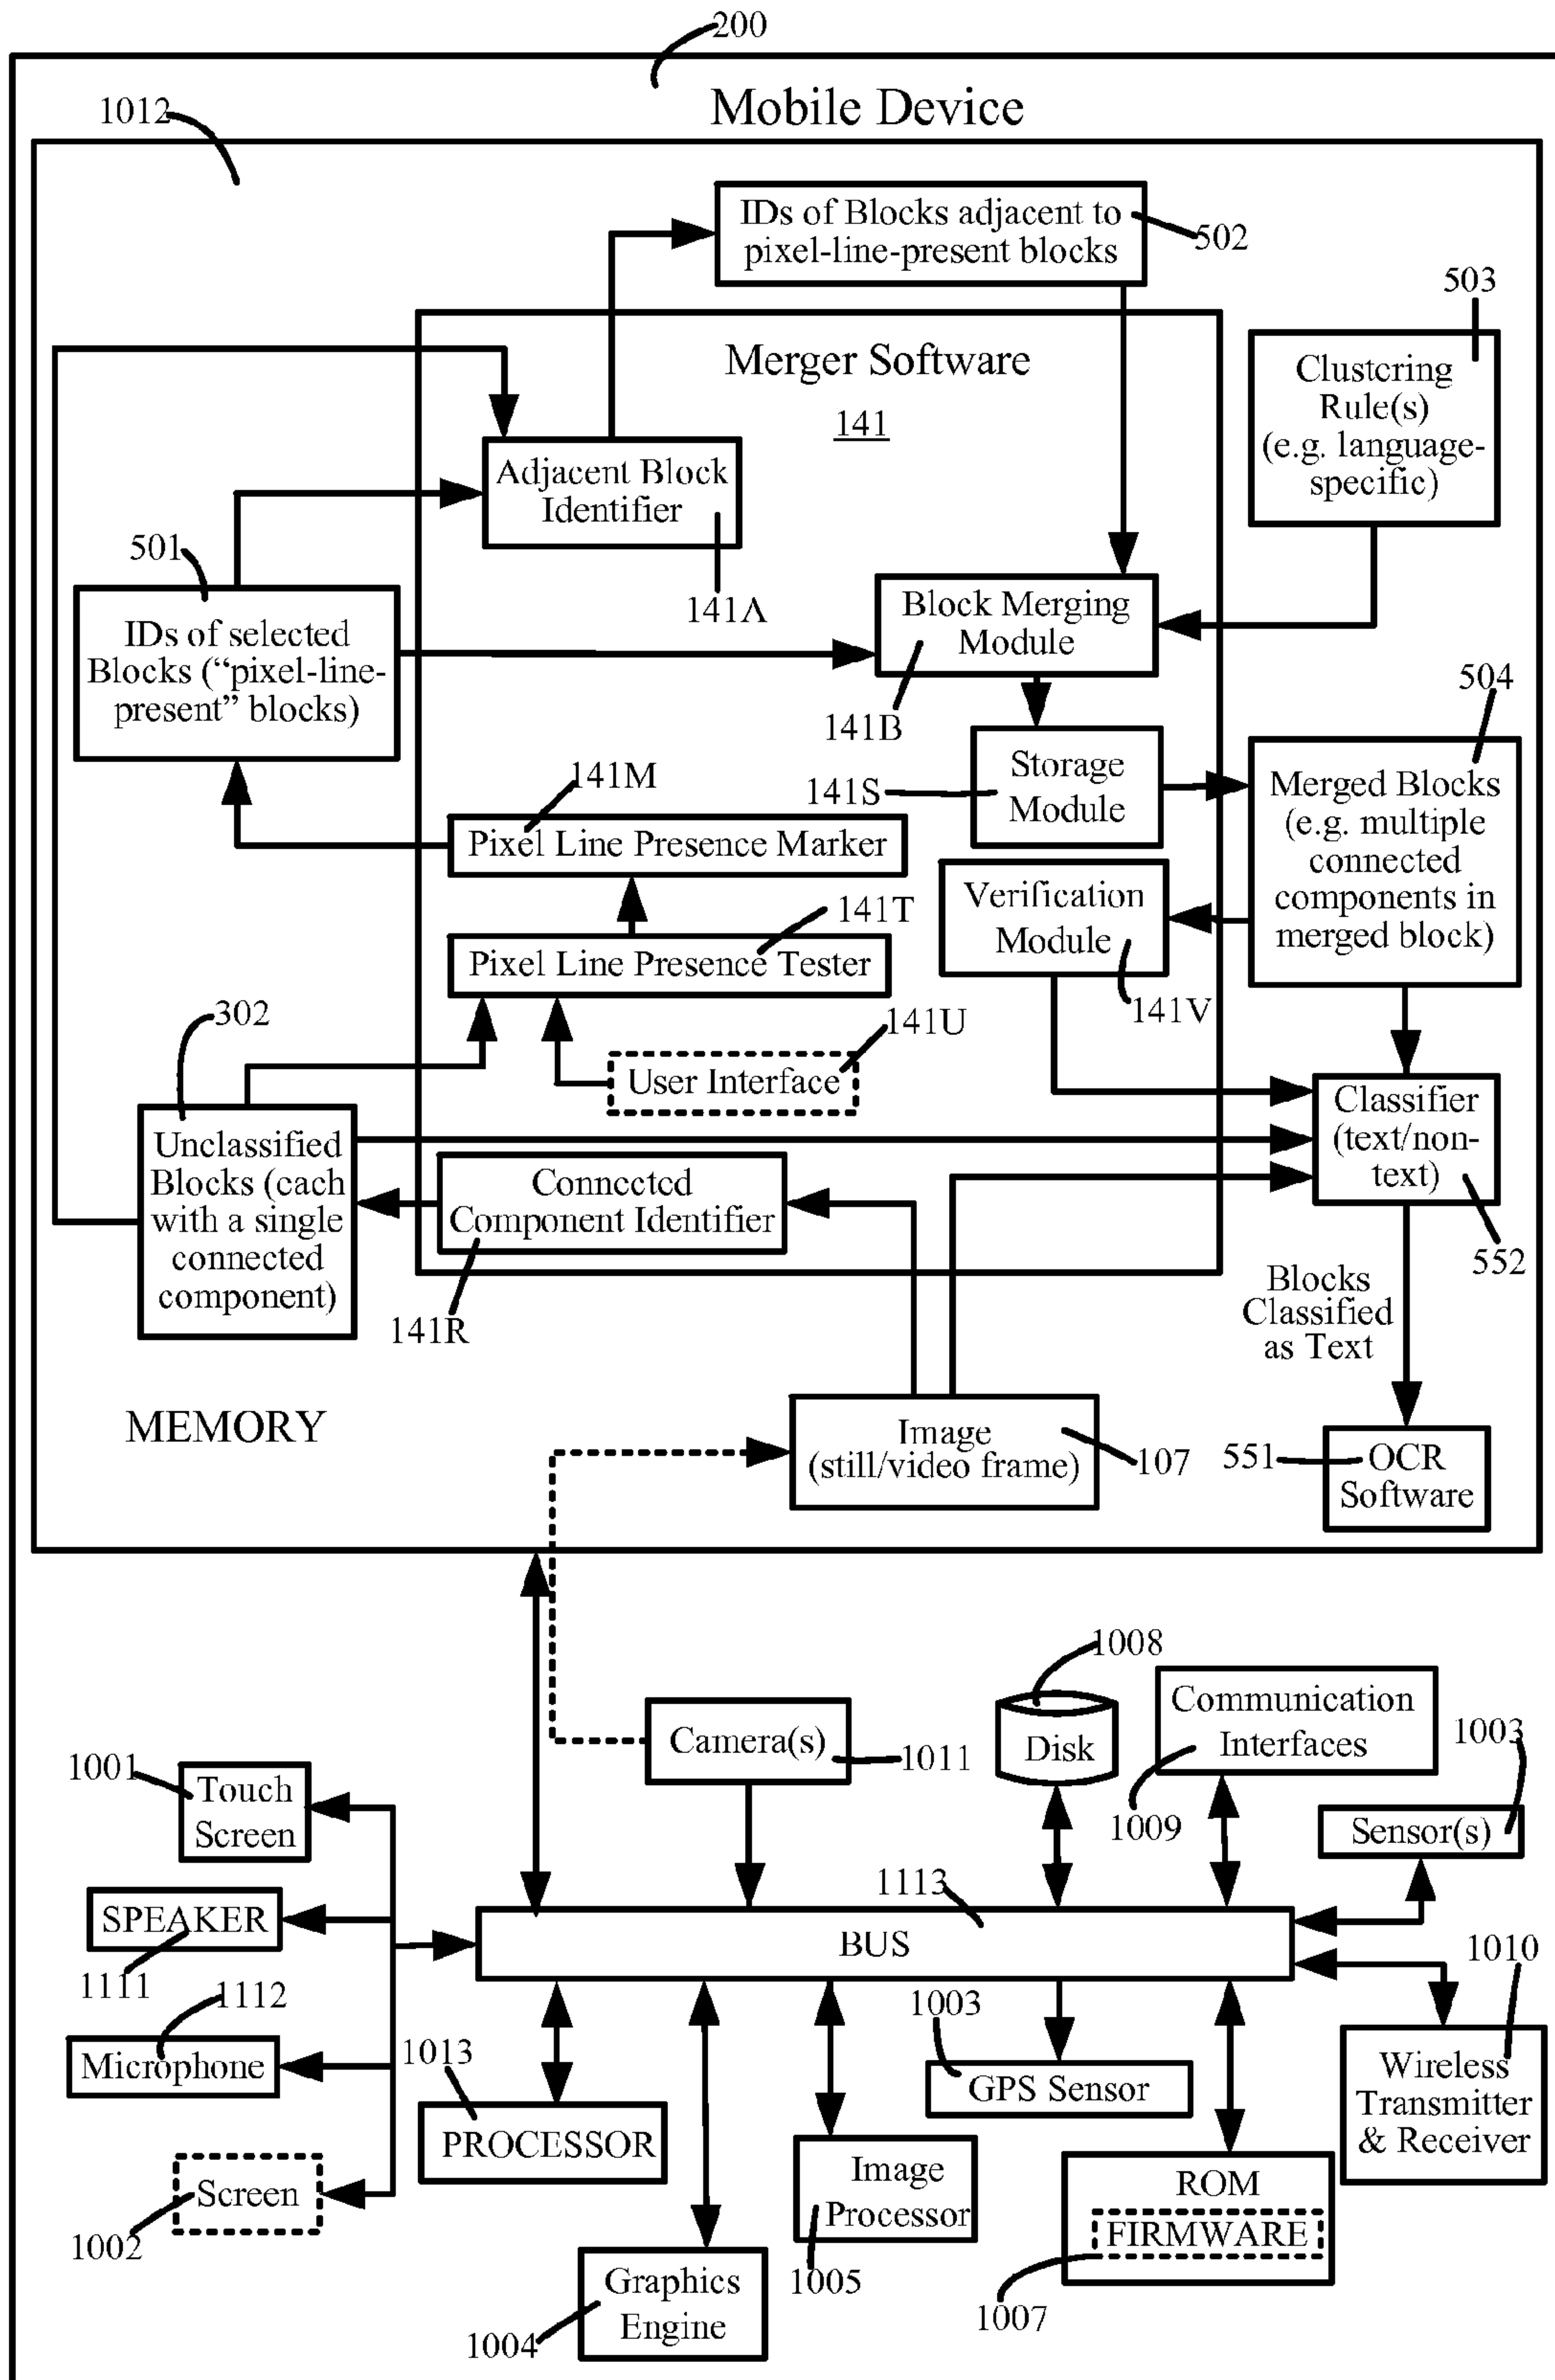 200
Mobile Device
1012
IDs of Blocks adjacent to
pixel-line-present blocks
502
503
Merger Software
141
Clustering
Rule(s)
(e.g. language-
specific)
Adjacent Block
Identifier
141A
501
IDs of selected
Blocks (“pixel-line-
present” blocks)
Block Merging
Module
141B
504
Storage
Module
141S
Merged Blocks
(e.g. multiple
connected
components in
merged block)
141M
Pixel Line Presence Marker
Verification
Module
141V
141T
Pixel Line Presence Tester
302
141U
User Interface
Unclassified
Blocks (each
with a single
connected
component)
Classifier
(text/non-
text)
552
Connected
Component Identifier
141R
Blocks
Classified
as Text
MEMORY
Image
(still/video frame)
107
551
OCR
Software
1008
Disk
Communication
Interfaces
1009
1003
Sensor(s)
Camera(s)
1011
1001
Touch
Screen
SPEAKER
1111
1113
BUS
1010
Wireless
Transmitter
& Receiver
1112
Microphone
1013
PROCESSOR
1003
GPS Sensor
Screen
1002
Image
Processor
1005
ROM
FIRMWARE
1007
Graphics
Engine
1004